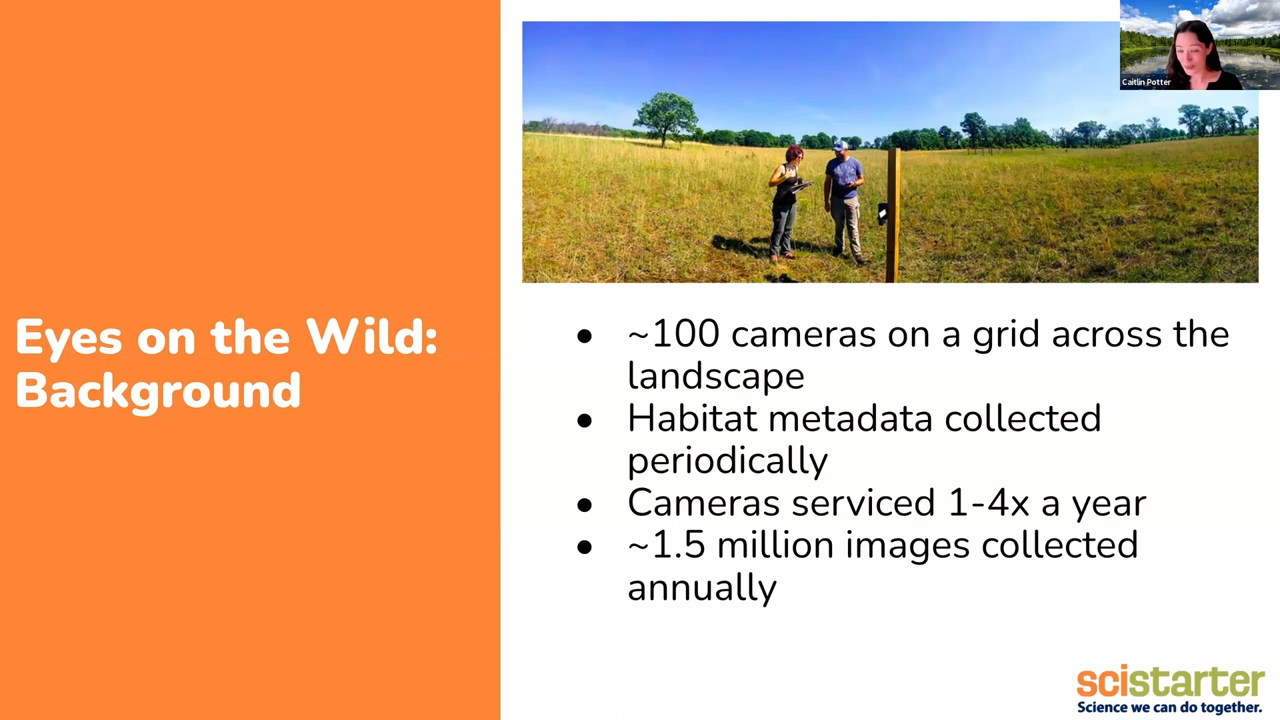 Caitlin Potter
Eyes on the Wild:
Background
● ~100 cameras on a grid across the
landscape
● Habitat metadata collected
periodically
● Cameras serviced 1-4x a year
● ~1.5 million images collected
annually
scistarter
Science we can do together.